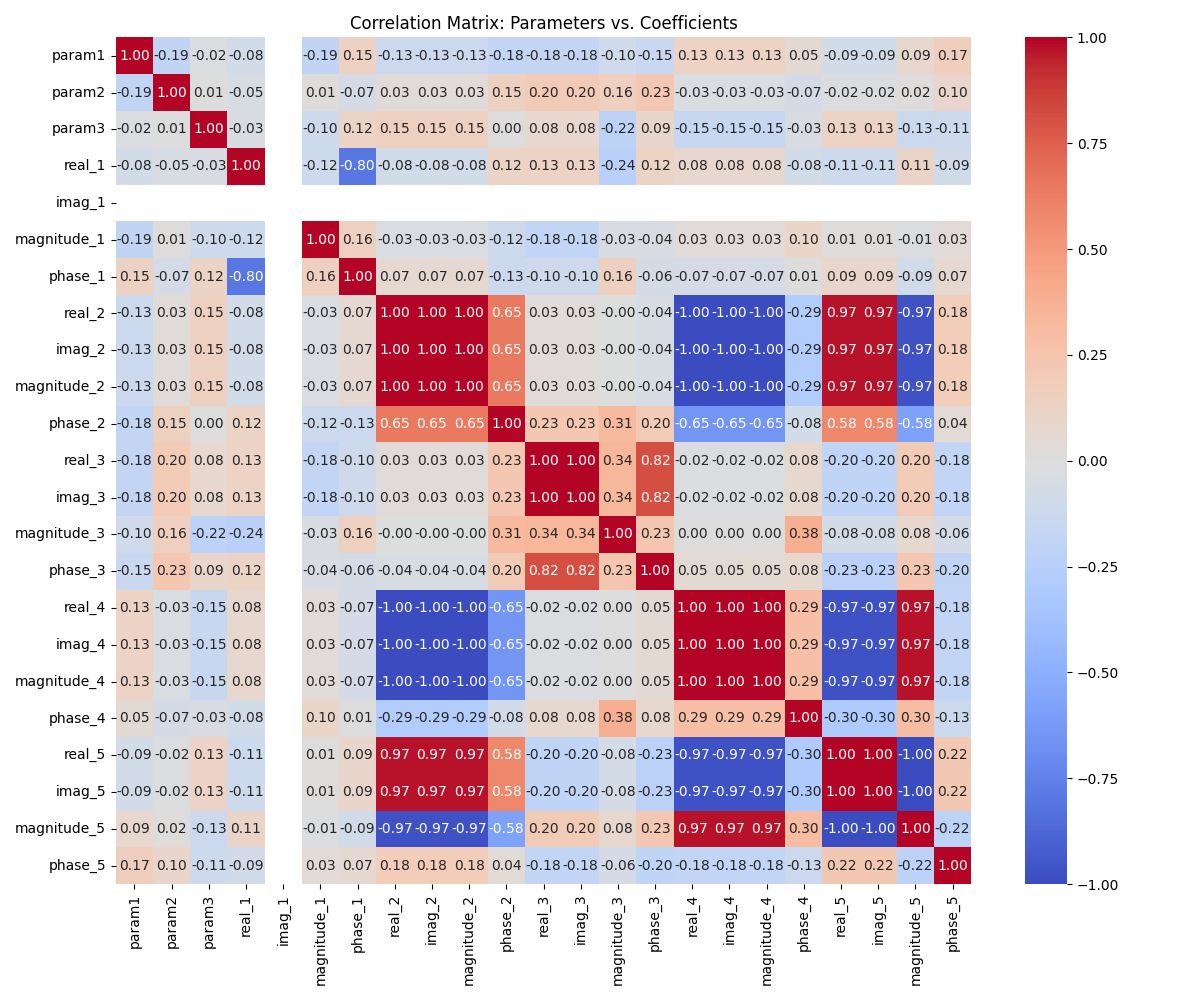 Correlation Matrix: Parameters vs. Coefficients
param1 1.00 -0.19 -0.02 -0.08 -0.19 0.15 -0.13 -0.13 -0.13 -0.18 -0.18 -0.18 -0.10 -0.15 0.13 0.13 0.13 0.05 -0.09 -0.09 0.09 0.17
param2 -0.19 1.00 0.01 -0.05 0.01 -0.07 0.03 0.03 0.03 0.15 0.20 0.20 0.16 0.23 -0.03 -0.03 -0.03 -0.07 -0.02 -0.02 0.02 0.10
param3 -0.02 0.01 1.00 -0.03 -0.10 0.12 0.15 0.15 0.15 0.00 0.08 0.08 -0.22 0.09 -0.15 -0.15 -0.15 -0.03 0.13 0.13 -0.13 -0.11
real_1 -0.08 -0.05 -0.03 1.00 -0.12 -0.80 -0.08 -0.08 -0.08 0.12 0.13 0.13 -0.24 0.12 0.08 0.08 0.08 -0.08 -0.11 -0.11 0.11 -0.09
imag_1
magnitude_1 -0.19 0.01 -0.10 -0.12 1.00 0.16 -0.03 -0.03 -0.03 -0.12 -0.18 -0.18 -0.03 -0.04 0.03 0.03 0.03 0.10 0.01 0.01 -0.01 0.03
phase_1 0.15 -0.07 0.12 -0.80 0.16 1.00 0.07 0.07 0.07 -0.13 -0.10 -0.10 0.16 -0.06 -0.07 -0.07 -0.07 0.01 0.09 0.09 -0.09 0.07
real_2 -0.13 0.03 0.15 -0.08 -0.03 0.07 1.00 1.00 1.00 0.65 0.03 0.03 -0.00 -0.04 -1.00 -1.00 -1.00 -0.29 0.97 0.97 -0.97 0.18
imag_2 -0.13 0.03 0.15 -0.08 -0.03 0.07 1.00 1.00 1.00 0.65 0.03 0.03 -0.00 -0.04 -1.00 -1.00 -1.00 -0.29 0.97 0.97 -0.97 0.18
magnitude_2 -0.13 0.03 0.15 -0.08 -0.03 0.07 1.00 1.00 1.00 0.65 0.03 0.03 -0.00 -0.04 -1.00 -1.00 -1.00 -0.29 0.97 0.97 -0.97 0.18
phase_2 -0.18 0.15 0.00 0.12 -0.12 -0.13 0.65 0.65 0.65 1.00 0.23 0.23 0.31 0.20 -0.65 -0.65 -0.65 -0.08 0.58 0.58 -0.58 0.04
real_3 -0.18 0.20 0.08 0.13 -0.18 -0.10 0.03 0.03 0.03 0.23 1.00 1.00 0.34 0.82 -0.02 -0.02 -0.02 0.08 -0.20 -0.20 0.20 -0.18
imag_3 -0.18 0.20 0.08 0.13 -0.18 -0.10 0.03 0.03 0.03 0.23 1.00 1.00 0.34 0.82 -0.02 -0.02 -0.02 0.08 -0.20 -0.20 0.20 -0.18
magnitude_3 -0.10 0.16 -0.22 -0.24 -0.03 0.16 -0.00 -0.00 -0.00 0.31 0.34 0.34 1.00 0.23 0.00 0.00 0.00 0.38 -0.08 -0.08 0.08 -0.06
phase_3 -0.15 0.23 0.09 0.12 -0.04 -0.06 -0.04 -0.04 -0.04 0.20 0.82 0.82 0.23 1.00 0.05 0.05 0.05 0.08 -0.23 -0.23 0.23 -0.20
real_4 0.13 -0.03 -0.15 0.08 0.03 -0.07 -1.00 -1.00 -1.00 -0.65 -0.02 -0.02 0.00 0.05 1.00 1.00 1.00 0.29 -0.97 -0.97 0.97 -0.18
imag_4 0.13 -0.03 -0.15 0.08 0.03 -0.07 -1.00 -1.00 -1.00 -0.65 -0.02 -0.02 0.00 0.05 1.00 1.00 1.00 0.29 -0.97 -0.97 0.97 -0.18
magnitude_4 0.13 -0.03 -0.15 0.08 0.03 -0.07 -1.00 -1.00 -1.00 -0.65 -0.02 -0.02 0.00 0.05 1.00 1.00 1.00 0.29 -0.97 -0.97 0.97 -0.18
phase_4 0.05 -0.07 -0.03 -0.08 0.10 0.01 -0.29 -0.29 -0.29 -0.08 0.08 0.08 0.38 0.08 0.29 0.29 0.29 1.00 -0.30 -0.30 0.30 -0.13
real_5 -0.09 -0.02 0.13 -0.11 0.01 0.09 0.97 0.97 0.97 0.58 -0.20 -0.20 -0.08 -0.23 -0.97 -0.97 -0.97 -0.30 1.00 1.00 -1.00 0.22
imag_5 -0.09 -0.02 0.13 -0.11 0.01 0.09 0.97 0.97 0.97 0.58 -0.20 -0.20 -0.08 -0.23 -0.97 -0.97 -0.97 -0.30 1.00 1.00 -1.00 0.22
magnitude_5 0.09 0.02 -0.13 0.11 -0.01 -0.09 -0.97 -0.97 -0.97 -0.58 0.20 0.20 0.08 0.23 0.97 0.97 0.97 0.30 -1.00 -1.00 1.00 -0.22
phase_5 0.17 0.10 -0.11 -0.09 0.03 0.07 0.18 0.18 0.18 0.04 -0.18 -0.18 -0.06 -0.20 -0.18 -0.18 -0.18 -0.13 0.22 0.22 -0.22 1.00
param1 param2 param3 real_1 imag_1 magnitude_1 phase_1 real_2 imag_2 magnitude_2 phase_2 real_3 imag_3 magnitude_3 phase_3 real_4 imag_4 magnitude_4 phase_4 real_5 imag_5 magnitude_5 phase_5
1.00
0.75
0.50
0.25
0.00
−0.25
−0.50
−0.75
−1.00